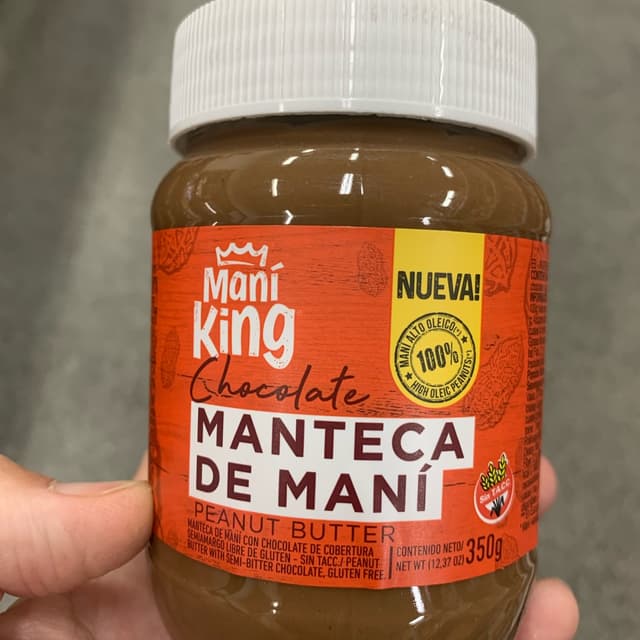 Maní
King
Chocolate
MANTECA
DE MANÍ
PEANUT BUTTER
MANTECA DE MANÍ CON CHOCOLATE DE COBERTURA
SEMIAMARGO LIBRE DE GLUTEN - SIN TACC./ PEANUT
BUTTER WITH SEMI-BITTER CHOCOLATE, GLUTEN FREE.
NUEVA!
MANÍ ALTO OLEICO(*)
100%
HIGH OLEIC PEANUTS(*)
Sin TACC
CONTENIDO NETO/
NET WT (12,37 OZ) 350g